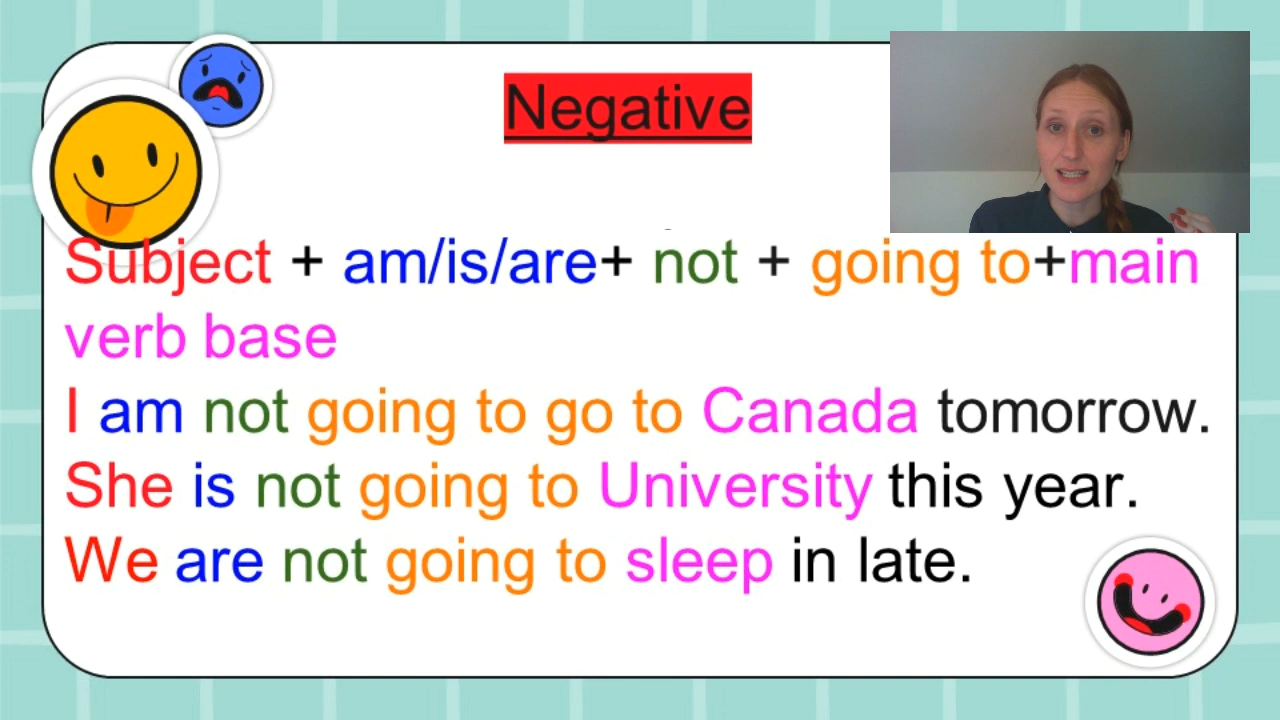 Negative
Subject + am/is/are+ not + going to+main
verb base
I am not going to go to Canada tomorrow.
She is not going to University this year.
We are not going to sleep in late.